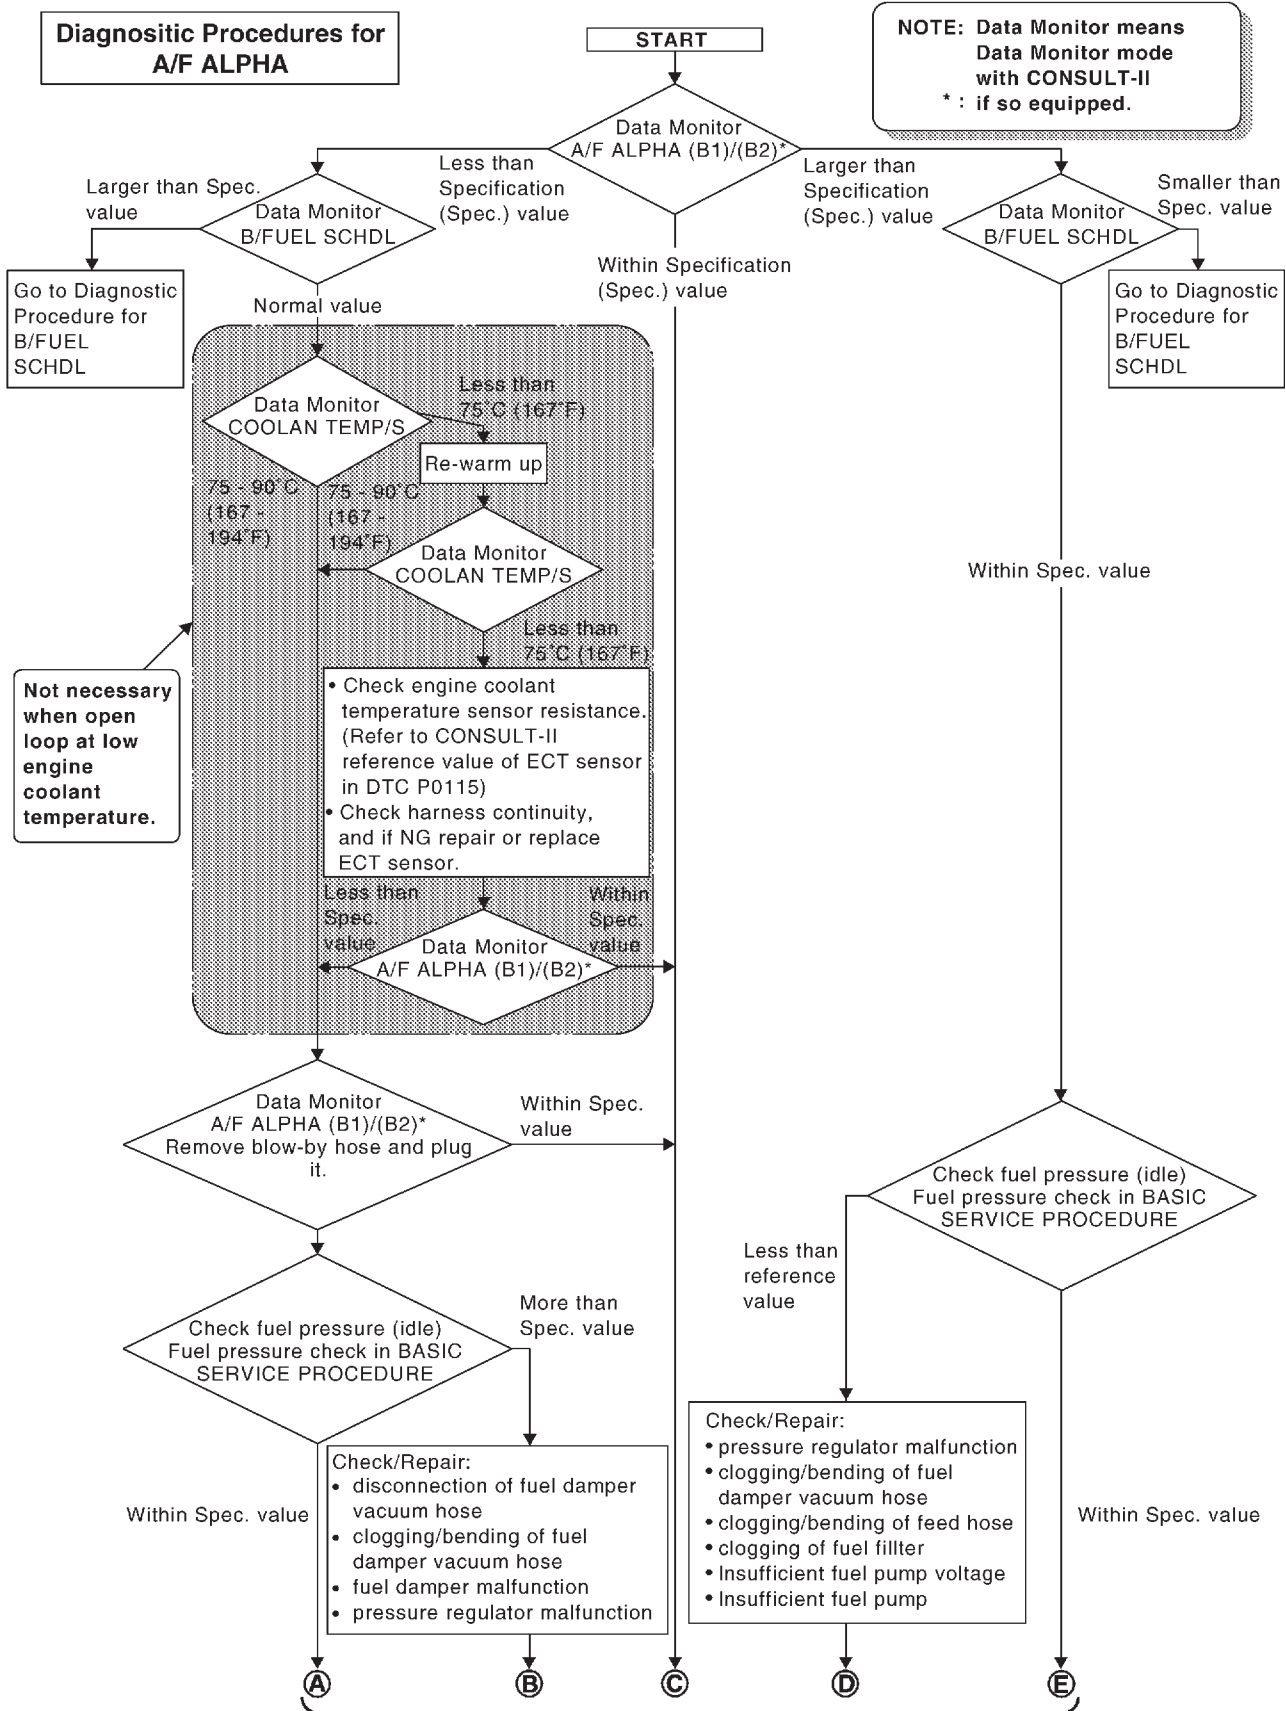 Diagnositic Procedures for
A/F ALPHA
START
NOTE: Data Monitor means
Data Monitor mode
with CONSULT-II
* : if so equipped.
Data Monitor
A/F ALPHA (B1)/(B2)*
Less than
Specification
(Spec.) value
Larger than
Specification
(Spec.) value
Larger than Spec.
value
Data Monitor
B/FUEL SCHDL
Data Monitor
B/FUEL SCHDL
Smaller than
Spec. value
Within Specification
(Spec.) value
Go to Diagnostic
Procedure for
B/FUEL
SCHDL
Normal value
Go to Diagnostic
Procedure for
B/FUEL
SCHDL
Data Monitor
COOLAN TEMP/S
Less than
75°C (167°F)
Re-warm up
75 - 90°C
(167 -
194°F)
75 - 90°C
(167 -
194°F)
Data Monitor
COOLAN TEMP/S
Within Spec. value
Less than
75°C (167°F)
Not necessary
when open
loop at low
engine
coolant
temperature.
• Check engine coolant
temperature sensor resistance.
(Refer to CONSULT-II
reference value of ECT sensor
in DTC P0115)
• Check harness continuity,
and if NG repair or replace
ECT sensor.
Less than
Spec.
value
Within
Spec.
value
Data Monitor
A/F ALPHA (B1)/(B2)*
Data Monitor
A/F ALPHA (B1)/(B2)*
Remove blow-by hose and plug
it.
Within Spec.
value
Check fuel pressure (idle)
Fuel pressure check in BASIC
SERVICE PROCEDURE
Less than
reference
value
Check fuel pressure (idle)
Fuel pressure check in BASIC
SERVICE PROCEDURE
More than
Spec. value
Within Spec. value
Check/Repair:
• disconnection of fuel damper
vacuum hose
• clogging/bending of fuel
damper vacuum hose
• fuel damper malfunction
• pressure regulator malfunction
Check/Repair:
• pressure regulator malfunction
• clogging/bending of fuel
damper vacuum hose
• clogging/bending of feed hose
• clogging of fuel fillter
• Insufficient fuel pump voltage
• Insufficient fuel pump
Within Spec. value
A
B
C
D
E